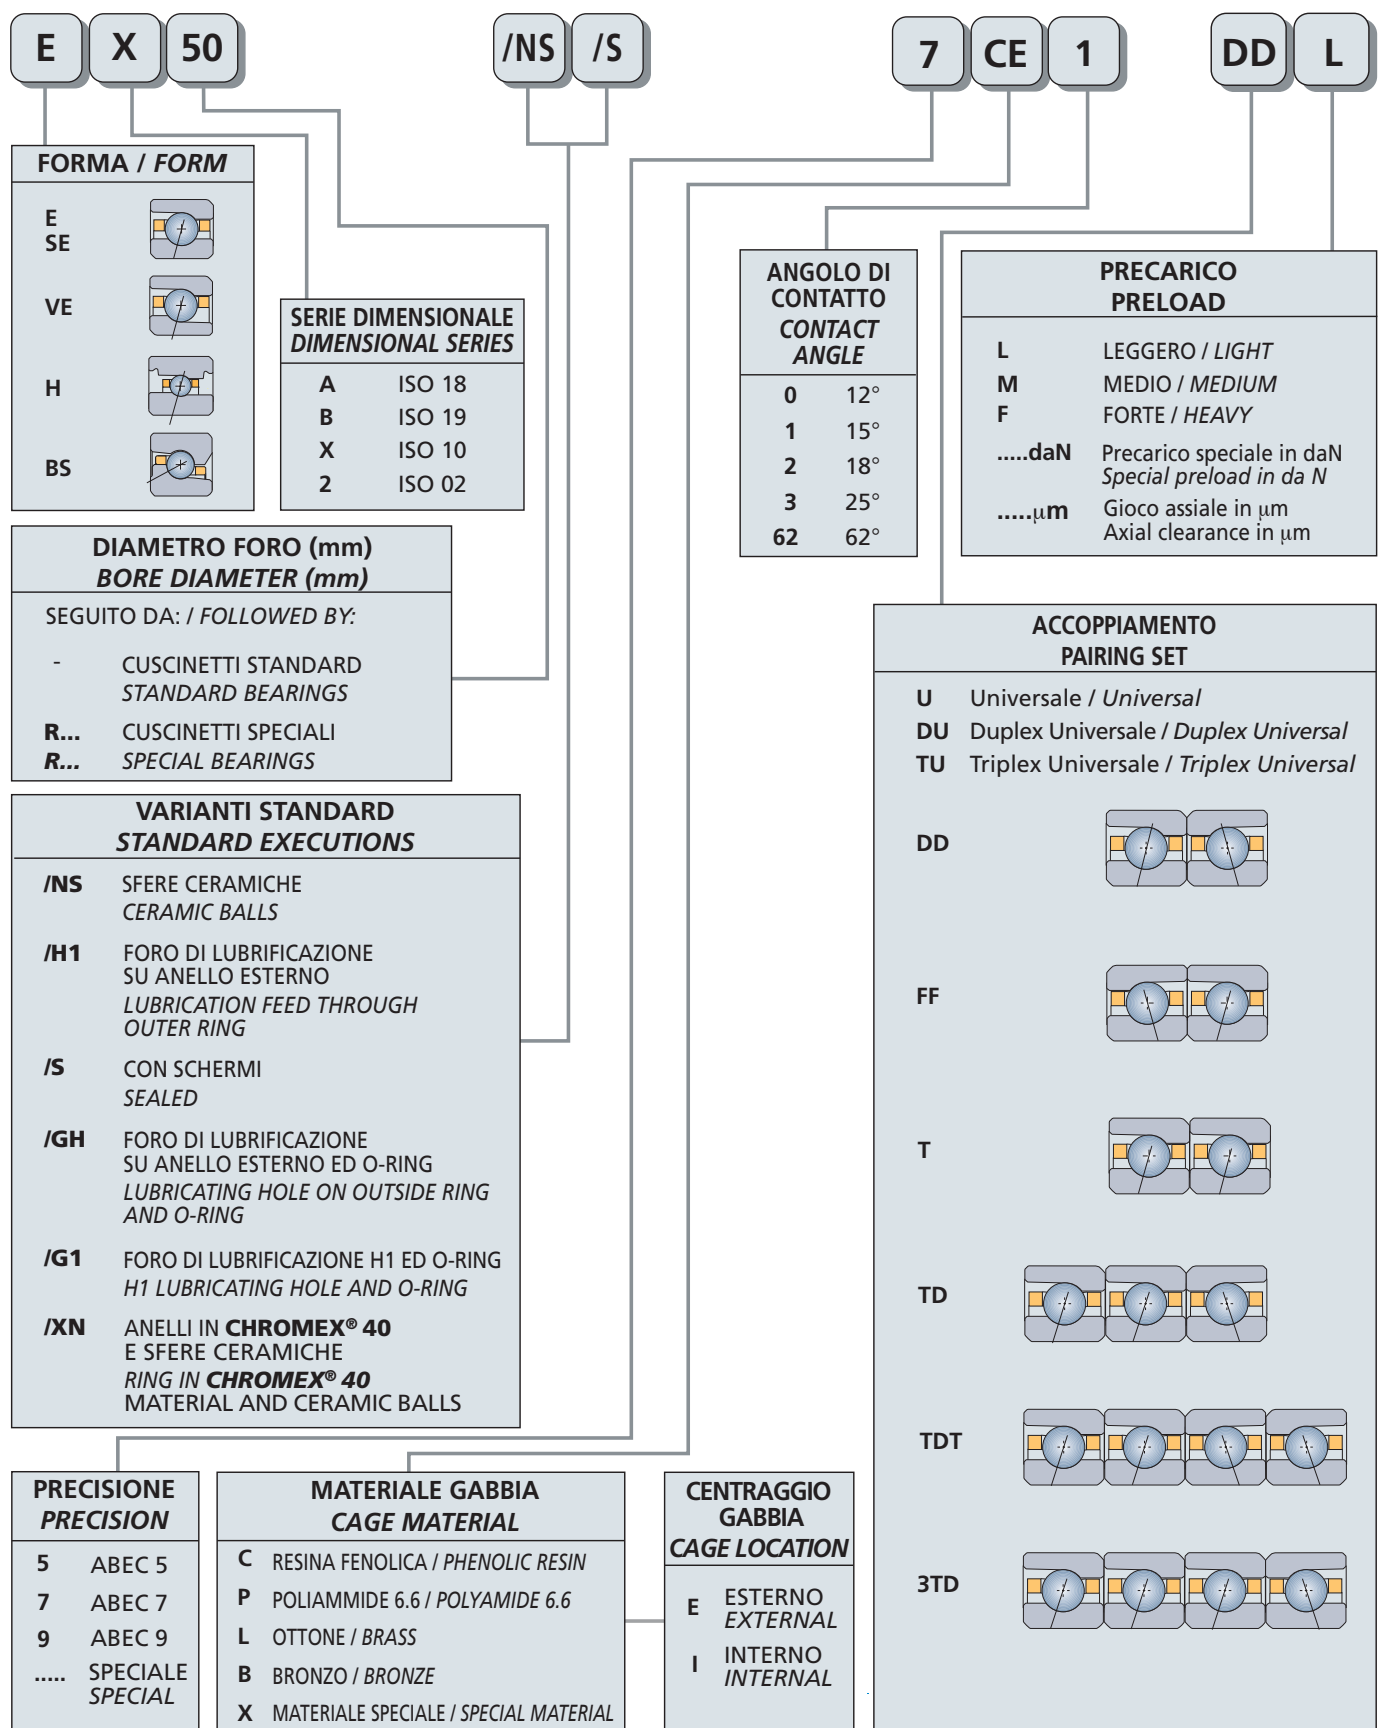 E X 50 /NS /S 7 CE 1 DD L
FORMA / FORM
E
SE
VE
H
BS
SERIE DIMENSIONALE
DIMENSIONAL SERIES
A ISO 18
B ISO 19
X ISO 10
2 ISO 02
ANGOLO DI
CONTATTO
CONTACT
ANGLE
0 12°
1 15°
2 18°
3 25°
62 62°
PRECARICO
PRELOAD
L LEGGERO / LIGHT
M MEDIO / MEDIUM
F FORTE / HEAVY
.....daN Precarico speciale in daN
Special preload in da N
.....μm Gioco assiale in μm
Axial clearance in μm
DIAMETRO FORO (mm)
BORE DIAMETER (mm)
SEGUITO DA: / FOLLOWED BY:
- CUSCINETTI STANDARD
STANDARD BEARINGS
R... CUSCINETTI SPECIALI
R... SPECIAL BEARINGS
VARIANTI STANDARD
STANDARD EXECUTIONS
/NS SFERE CERAMICHE
CERAMIC BALLS
/H1 FORO DI LUBRIFICAZIONE
SU ANELLO ESTERNO
LUBRICATION FEED THROUGH
OUTER RING
/S CON SCHERMI
SEALED
/GH FORO DI LUBRIFICAZIONE
SU ANELLO ESTERNO ED O-RING
LUBRICATING HOLE ON OUTSIDE RING
AND O-RING
/G1 FORO DI LUBRIFICAZIONE H1 ED O-RING
H1 LUBRICATING HOLE AND O-RING
/XN ANELLI IN CHROMEX® 40
E SFERE CERAMICHE
RING IN CHROMEX® 40
MATERIAL AND CERAMIC BALLS
ACCOPPIAMENTO
PAIRING SET
U Universale / Universal
DU Duplex Universale / Duplex Universal
TU Triplex Universale / Triplex Universal
DD
FF
T
TD
TDT
3TD
PRECISIONE
PRECISION
5 ABEC 5
7 ABEC 7
9 ABEC 9
..... SPECIALE
SPECIAL
MATERIALE GABBIA
CAGE MATERIAL
C RESINA FENOLICA / PHENOLIC RESIN
P POLIAMMIDE 6.6 / POLYAMIDE 6.6
L OTTONE / BRASS
B BRONZO / BRONZE
X MATERIALE SPECIALE / SPECIAL MATERIAL
CENTRAGGIO
GABBIA
CAGE LOCATION
E ESTERNO
EXTERNAL
I INTERNO
INTERNAL